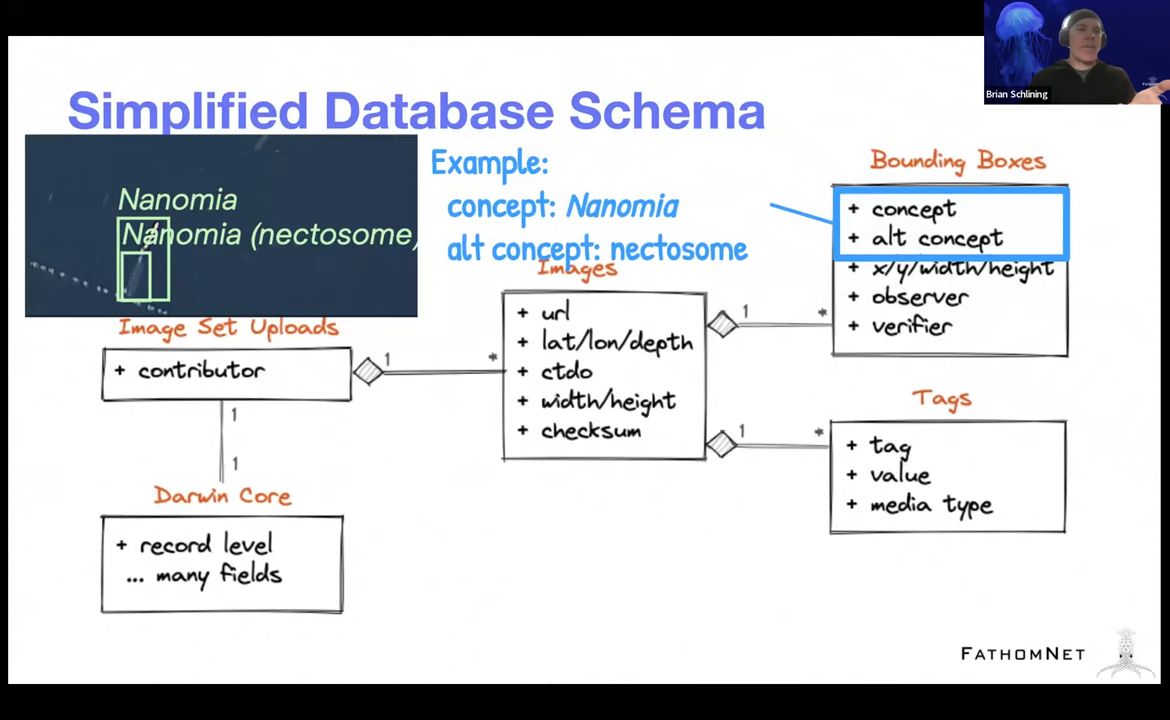 Brian Schlining
Simplified Database Schema
Nanomia
Nanomia (nectosome)
Example:
concept: Nanomia
alt concept: nectosome
Bounding Boxes
+ concept
+ alt concept
+ x/y/width/height
+ observer
+ verifier
Images
+ url
+ lat/lon/depth
+ ctdo
+ width/height
+ checksum
1
*
1
*
Image Set Uploads
+ contributor
1
*
1
1
Darwin Core
+ record level
... many fields
Tags
+ tag
+ value
+ media type
FATHOMNET